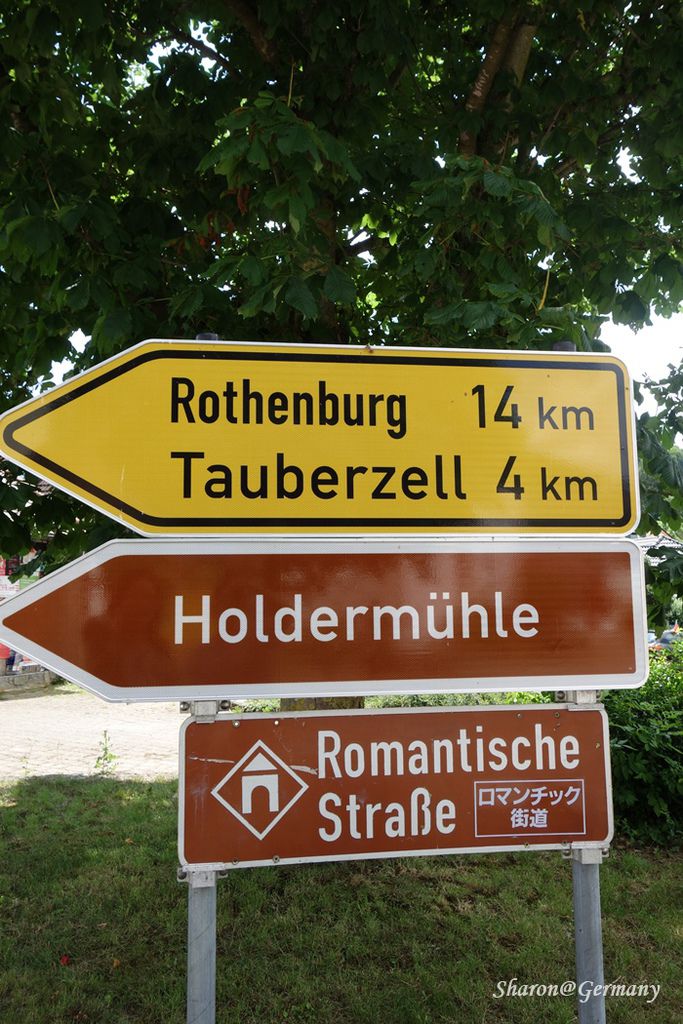 Rothenburg 14 km
Tauberzell 4 km
Holdermühle
Romantische
Straße
ロマンチック
街道
Sharon@Germany